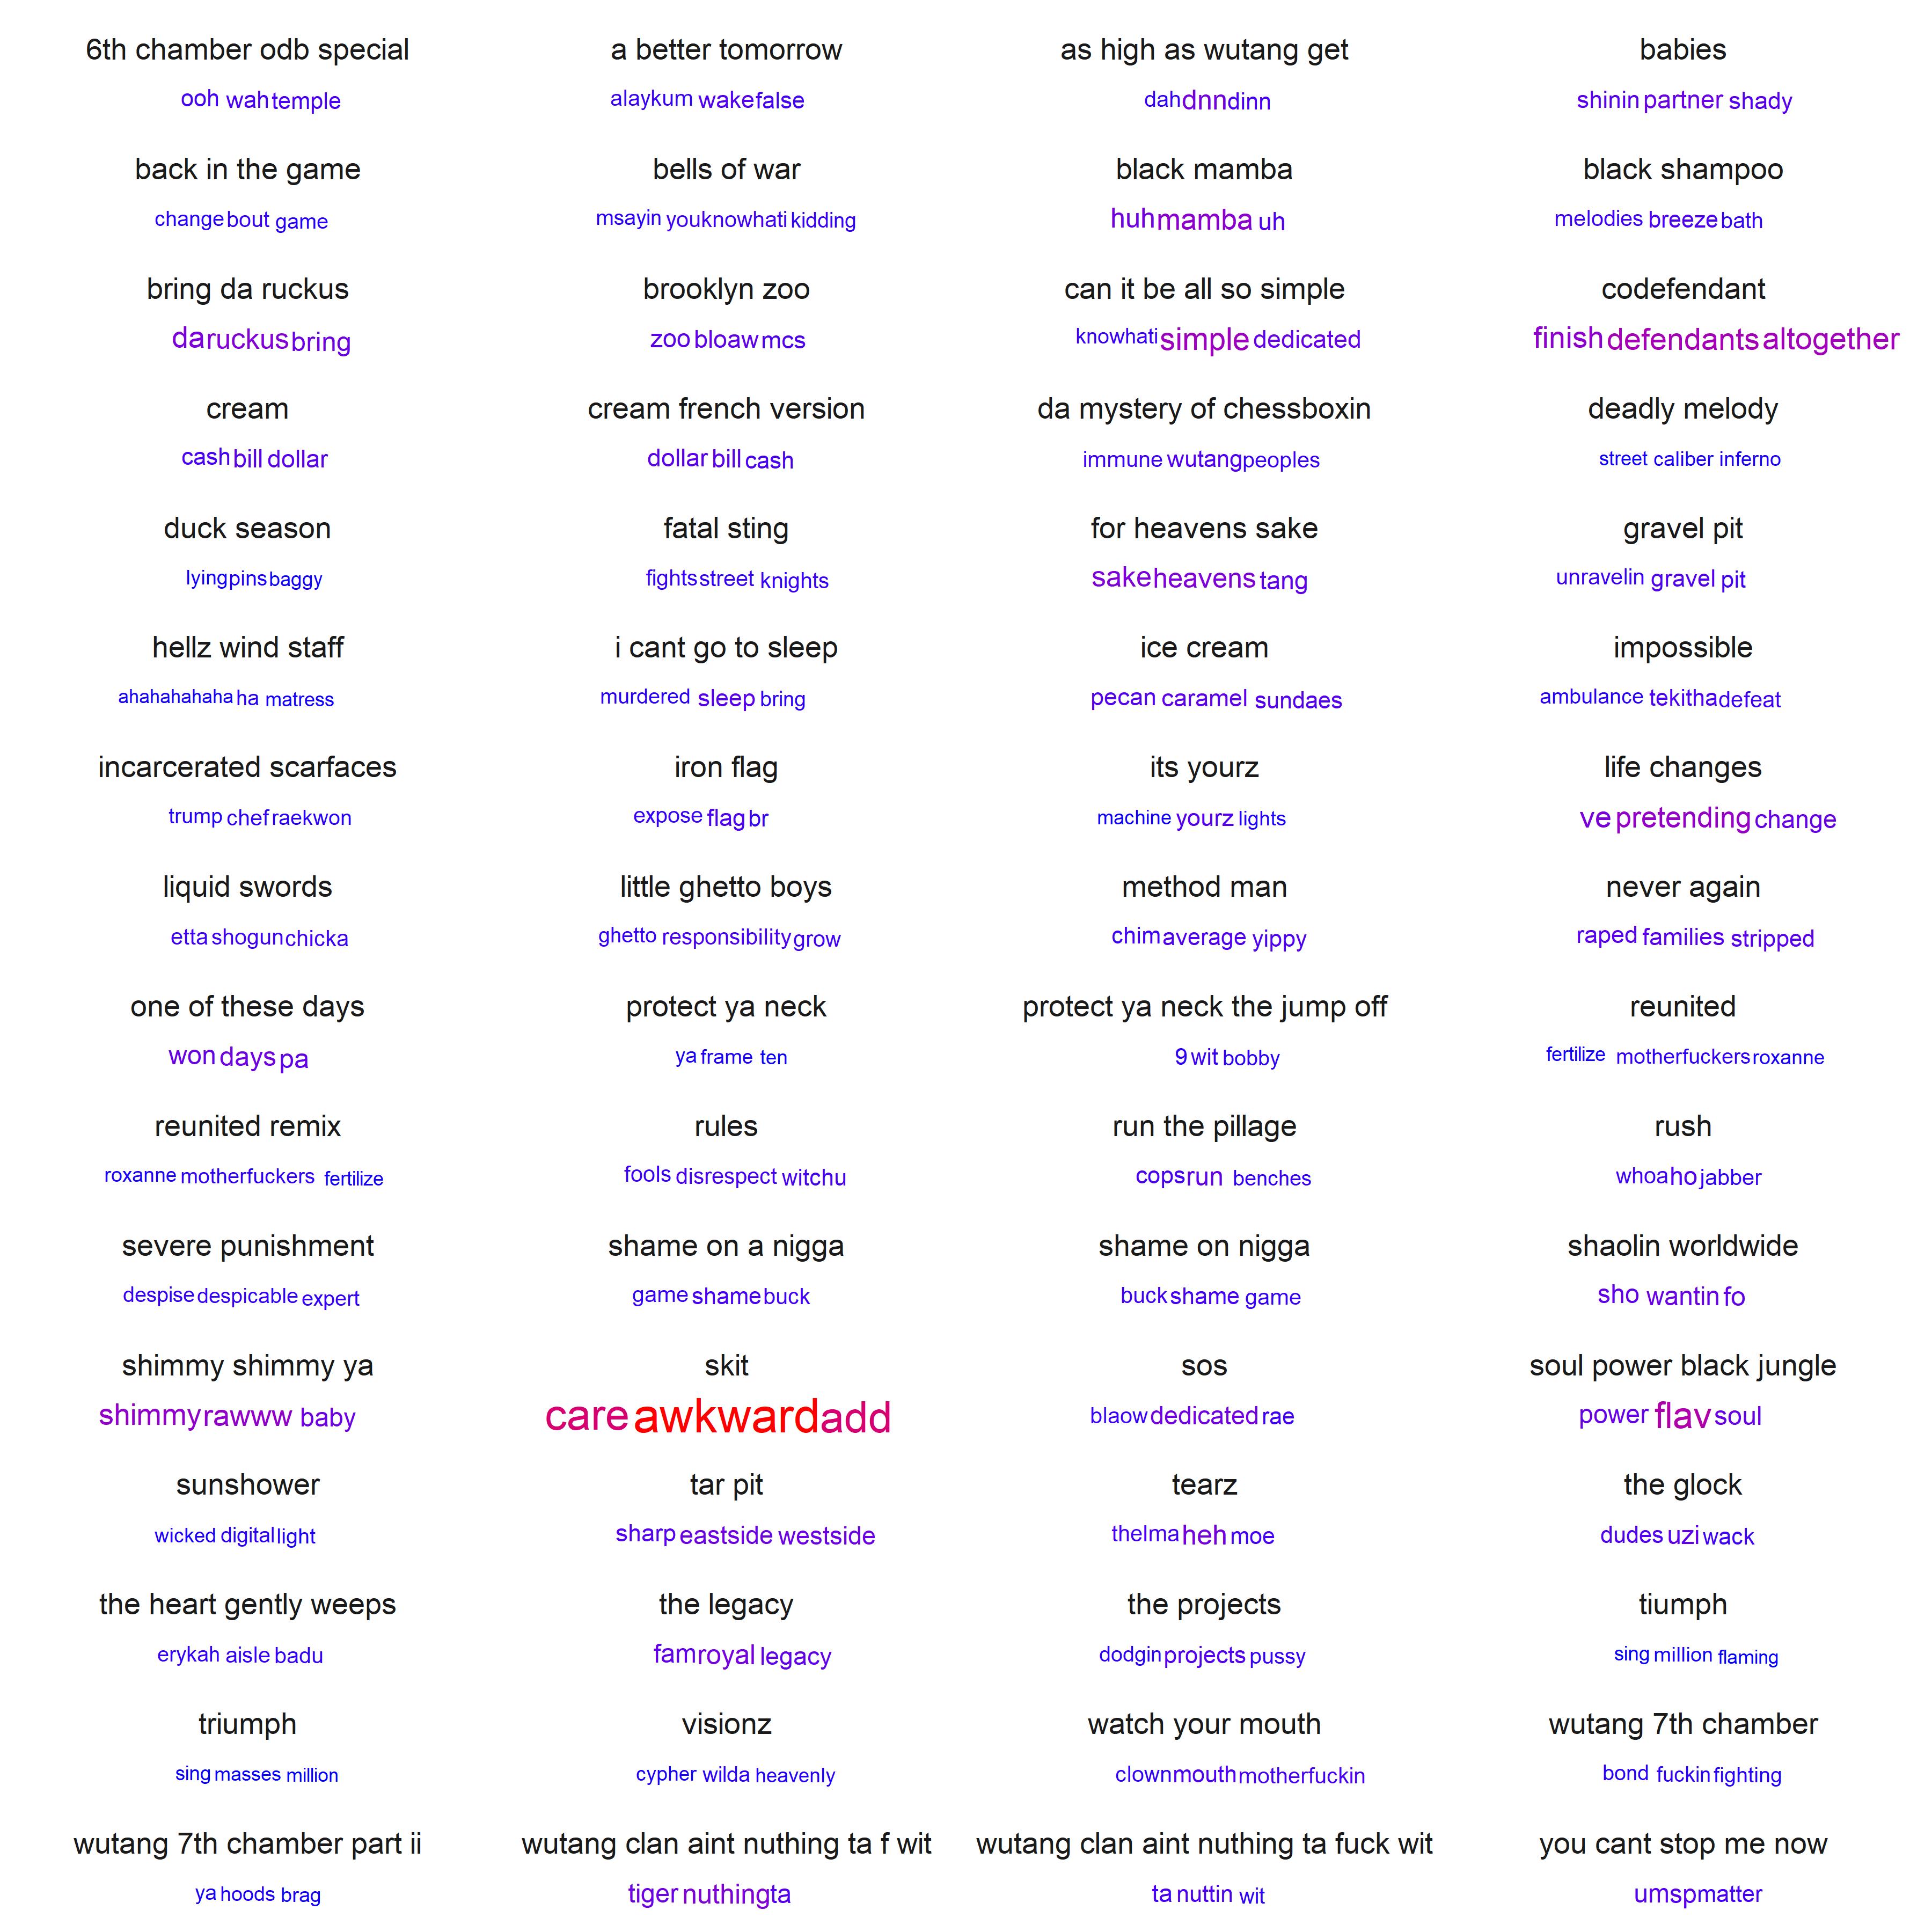 6th chamber odb special a better tomorrow as high as wutang get babies
ooh wah temple alaykum wake false dah dnn dinn shinin partner shady
back in the game bells of war black mamba black shampoo
change bout game msayin youknowhati kidding huh mamba uh melodies breeze bath
bring da ruckus brooklyn zoo can it be all so simple codefendant
da ruckus bring zoo bloaw mcs knowhati simple dedicated finish defendants altogether
cream cream french version da mystery of chessboxin deadly melody
cash bill dollar dollar bill cash immune wutang peoples street caliber inferno
duck season fatal sting for heavens sake gravel pit
lying pins baggy fights street knights sake heavens tang unravelin gravel pit
hellz wind staff i cant go to sleep ice cream impossible
ahahahahaha ha matress murdered sleep bring pecan caramel sundaes ambulance tekitha defeat
incarcerated scarfaces iron flag its yourz life changes
trump chef raekwon expose flag br machine yourz lights ve pretending change
liquid swords little ghetto boys method man never again
etta shogun chicka ghetto responsibility grow chim average yippy raped families stripped
one of these days protect ya neck protect ya neck the jump off reunited
won days pa ya frame ten 9 wit bobby fertilize motherfuckers roxanne
reunited remix rules run the pillage rush
roxanne motherfuckers fertilize fools disrespect witchu cops run benches whoa ho jabber
severe punishment shame on a nigga shame on nigga shaolin worldwide
despise despicable expert game shame buck buck shame game sho wantin fo
shimmy shimmy ya skit sos soul power black jungle
shimmy rawww baby care awkward add blaow dedicated rae power flav soul
sunshower tar pit tearz the glock
wicked digital light sharp eastside westside thelma heh moe dudes uzi wack
the heart gently weeps the legacy the projects tiumph
erykah aisle badu fam royal legacy dodgin projects pussy sing million flaming
triumph visionz watch your mouth wutang 7th chamber
sing masses million cypher wilda heavenly clown mouth motherfuckin bond fuckin fighting
wutang 7th chamber part ii wutang clan aint nuthing ta f wit wutang clan aint nuthing ta fuck wit you cant stop me now
ya hoods brag tiger nuthing ta ta nuttin wit ums p matter